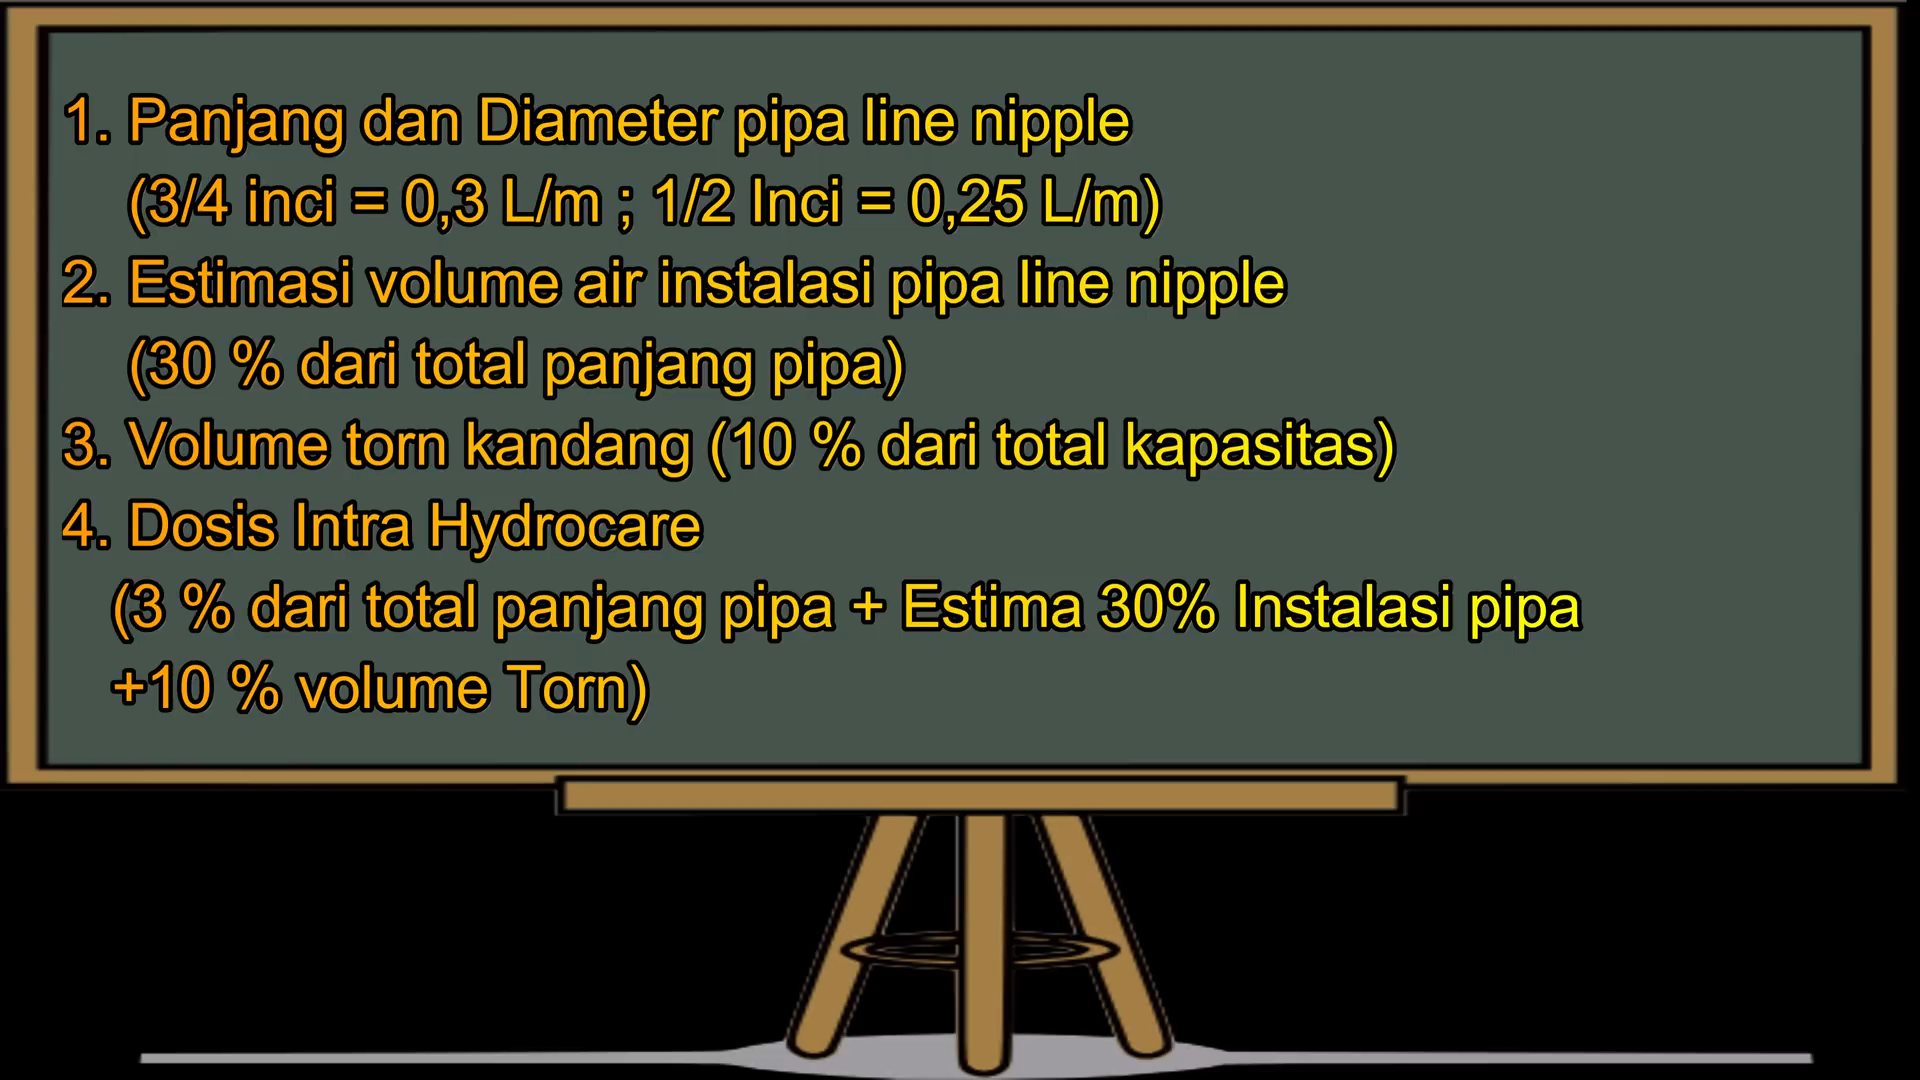 1. Panjang dan Diameter pipa line nipple
(3/4 inci = 0,3 L/m ; 1/2 Inci = 0,25 L/m)
2. Estimasi volume air instalasi pipa line nipple
(30 % dari total panjang pipa)
3. Volume torn kandang (10 % dari total kapasitas)
4. Dosis Intra Hydrocare
(3 % dari total panjang pipa + Estima 30% Instalasi pipa
+10 % volume Torn)